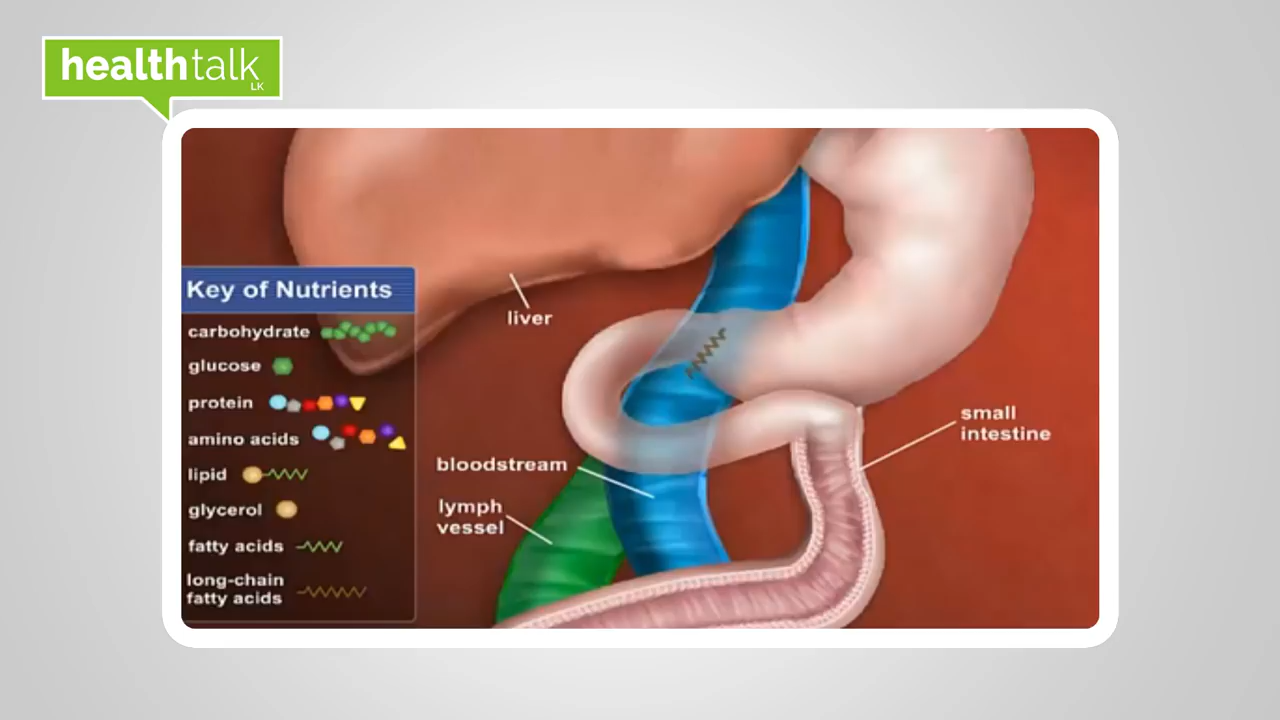 healthtalk
LK
Key of Nutrients
carbohydrate
glucose
protein
amino acids
lipid
glycerol
fatty acids
long-chain
fatty acids
liver
bloodstream
lymph
vessel
small
intestine